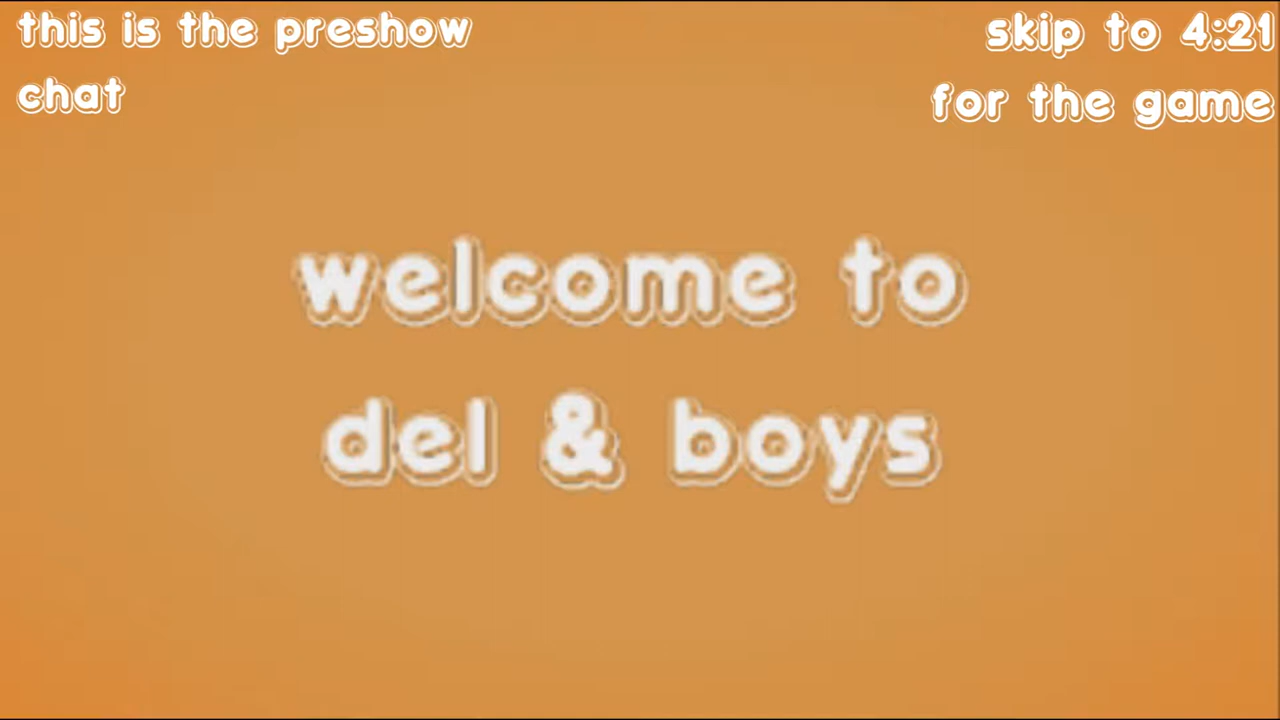 this is the preshow
chat
skip to 4:21
for the game
welcome to
del & boys